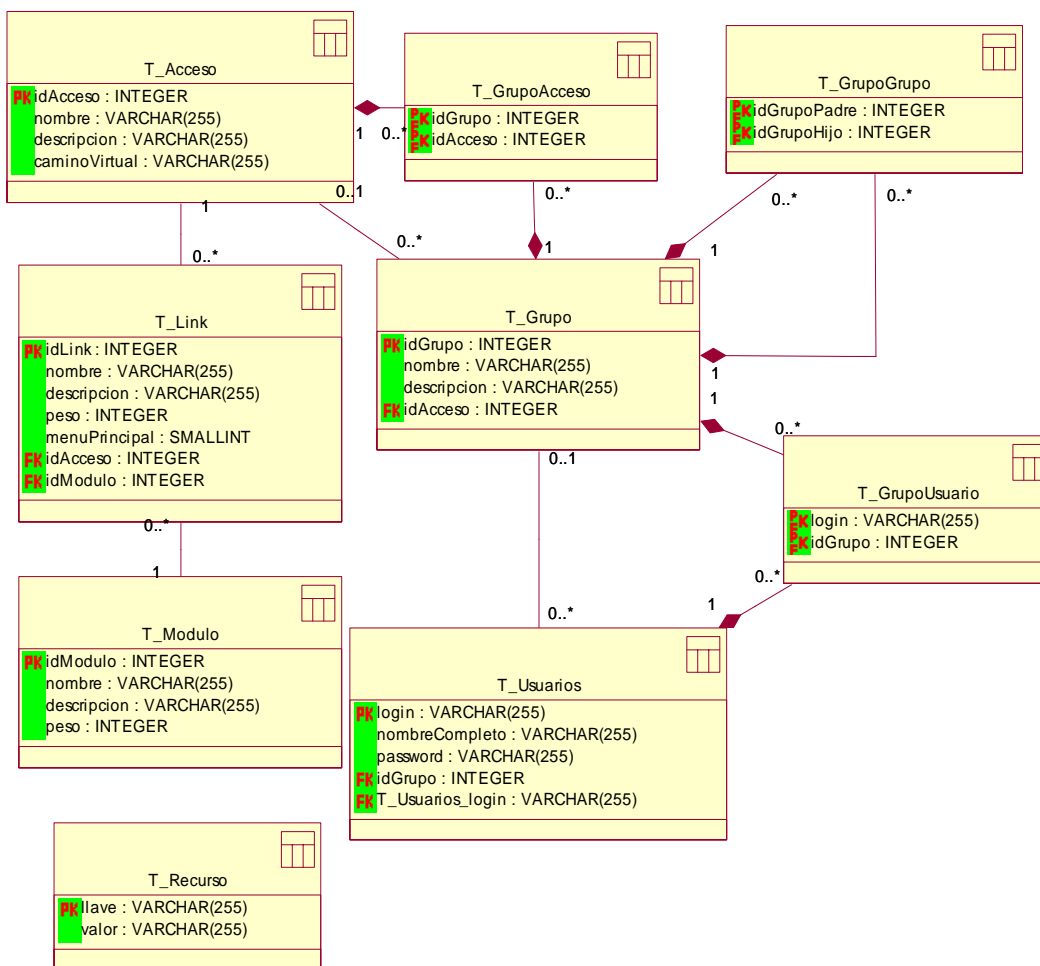 T_Acceso
PK idAcceso : INTEGER
nombre : VARCHAR(255)
descripcion : VARCHAR(255)
caminoVirtual : VARCHAR(255)
T_GrupoAcceso
PFK idGrupo : INTEGER
PFK idAcceso : INTEGER
T_GrupoGrupo
PFK idGrupoPadre : INTEGER
PFK idGrupoHijo : INTEGER
1
0..*
0..1
1
0..*
0..*
0..*
0..*
0..*
1
1
T_Link
PK idLink : INTEGER
nombre : VARCHAR(255)
descripcion : VARCHAR(255)
peso : INTEGER
menuPrincipal : SMALLINT
FK idAcceso : INTEGER
FK idModulo : INTEGER
T_Grupo
PK idGrupo : INTEGER
nombre : VARCHAR(255)
descripcion : VARCHAR(255)
FK idAcceso : INTEGER
1
1
0..*
0..1
T_GrupoUsuario
PFK login : VARCHAR(255)
PFK idGrupo : INTEGER
0..*
1
0..*
1
0..*
T_Modulo
PK idModulo : INTEGER
nombre : VARCHAR(255)
descripcion : VARCHAR(255)
peso : INTEGER
T_Usuarios
PK login : VARCHAR(255)
nombreCompleto : VARCHAR(255)
password : VARCHAR(255)
FK idGrupo : INTEGER
FK T_Usuarios_login : VARCHAR(255)
T_Recurso
PK llave : VARCHAR(255)
valor : VARCHAR(255)